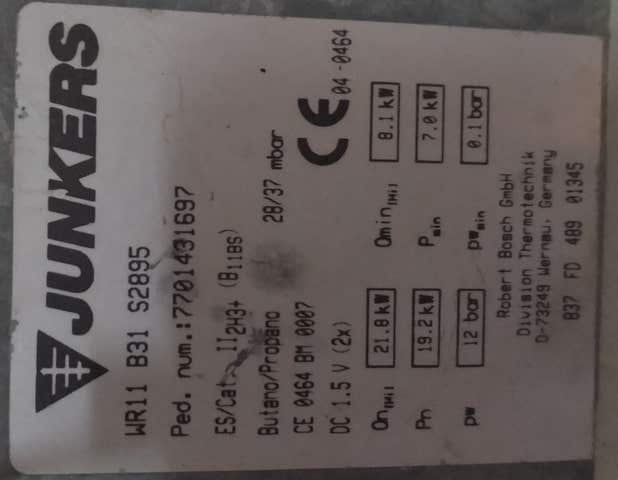 JUNKERS
WR11 B31 S2895
Ped. num.:7701431697
ES/Cat. II2H3+ (B11BS)
Butano/Propano 28/37 mbar
CE 0464 BM 0007
DC 1.5 V (2x)
CE 04-0464
Qn(Hi) 21.8 kW Qmin(Hi) 8.1 kW
Pn 19.2 kW Pmin 7.0 kW
pw 12 bar pwmin 0.1 bar
Robert Bosch GmbH
Division Thermotechnik
D-73249 Wernau, Germany
837 FD 489 01345